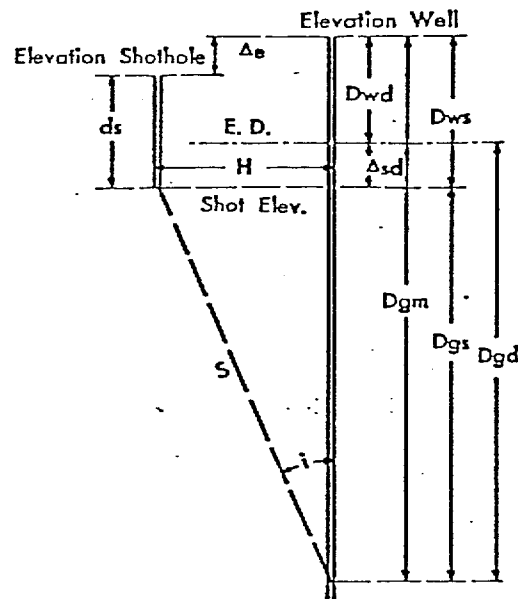 Elevation Well
Elevation Shothole
Δe
ds
Dwd
Dws
E. D.
H
Δsd
Shot Elev.
Dgm
Dgs
Dgd
S
i